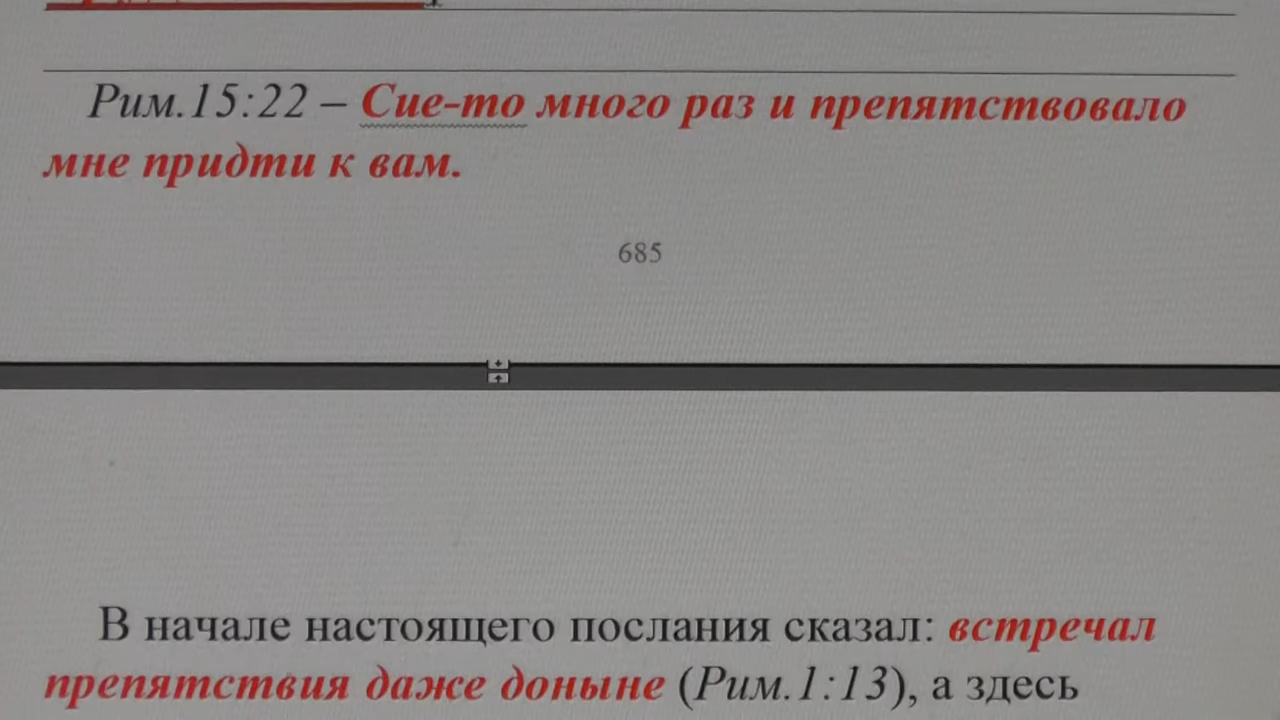 Рим.15:22 – Сие-то много раз и препятствовало
мне придти к вам.
685
В начале настоящего послания сказал: встречал
препятствия даже доныне (Рим.1:13), а здесь